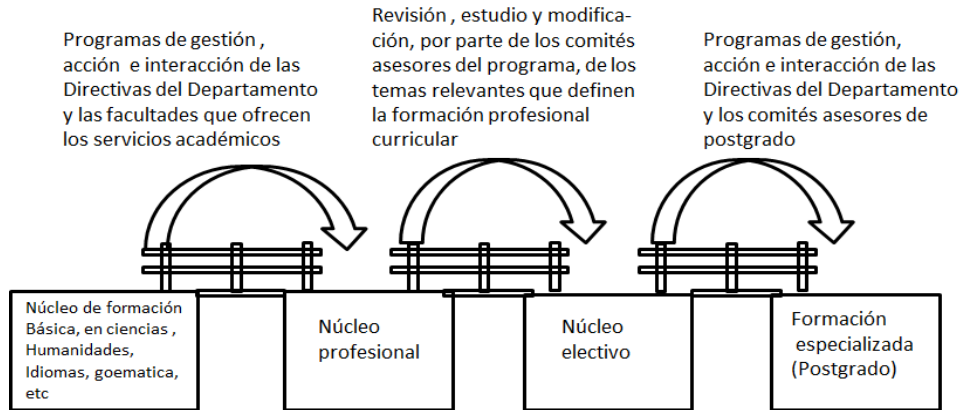 Programas de gestión ,
acción  e interacción de las
Directivas del Departamento
y las facultades que ofrecen
los servicios académicos
Revisión , estudio y modifica-
ción, por parte de los comités
asesores del programa, de los
temas relevantes que definen
la formación profesional
curricular
Programas de gestión,
acción e interacción de las
Directivas del Departamento
y los comités asesores de
postgrado
Núcleo de formación
Básica, en ciencias ,
Humanidades,
Idiomas, goematica,
etc
Núcleo
profesional
Núcleo
electivo
Formación
especializada
(Postgrado)